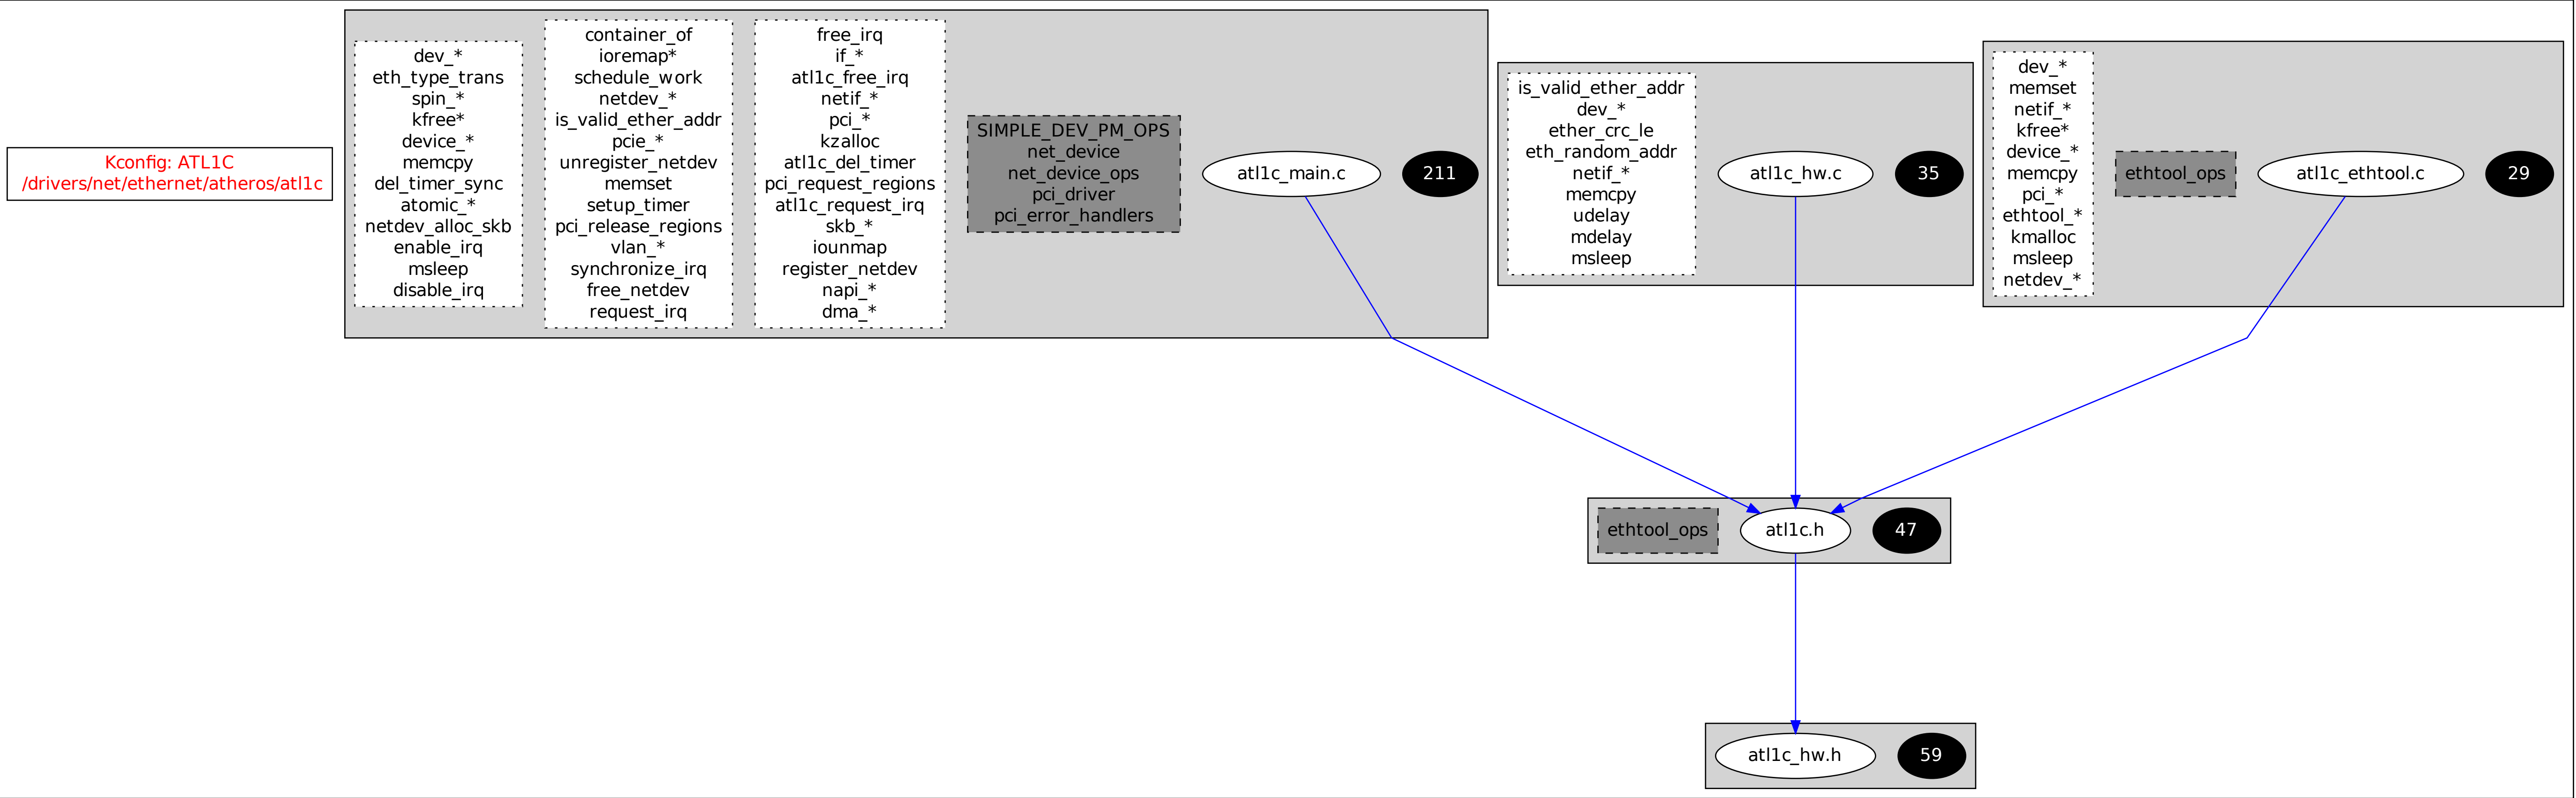 Kconfig: ATL1C
/drivers/net/ethernet/atheros/atl1c
dev_*
eth_type_trans
spin_*
kfree*
device_*
memcpy
del_timer_sync
atomic_*
netdev_alloc_skb
enable_irq
msleep
disable_irq
container_of
ioremap*
schedule_work
netdev_*
is_valid_ether_addr
pcie_*
unregister_netdev
memset
setup_timer
pci_release_regions
vlan_*
synchronize_irq
free_netdev
request_irq
free_irq
if_*
atl1c_free_irq
netif_*
pci_*
kzalloc
atl1c_del_timer
pci_request_regions
atl1c_request_irq
skb_*
iounmap
register_netdev
napi_*
dma_*
SIMPLE_DEV_PM_OPS
net_device
net_device_ops
pci_driver
pci_error_handlers
atl1c_main.c
211
is_valid_ether_addr
dev_*
ether_crc_le
eth_random_addr
netif_*
memcpy
udelay
mdelay
msleep
atl1c_hw.c
35
dev_*
memset
netif_*
kfree*
device_*
memcpy
pci_*
ethtool_*
kmalloc
msleep
netdev_*
ethtool_ops
atl1c_ethtool.c
29
ethtool_ops
atl1c.h
47
atl1c_hw.h
59